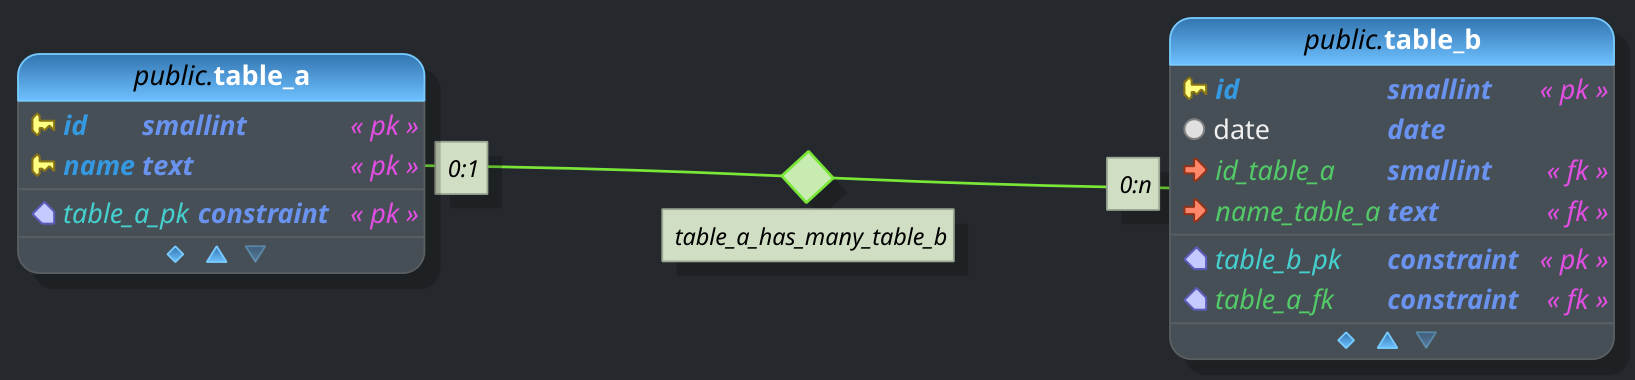 public.table_a
id smallint « pk »
name text « pk »
table_a_pk constraint « pk »
0:1
table_a_has_many_table_b
0:n
public.table_b
id smallint « pk »
date date
id_table_a smallint « fk »
name_table_a text « fk »
table_b_pk constraint « pk »
table_a_fk constraint « fk »